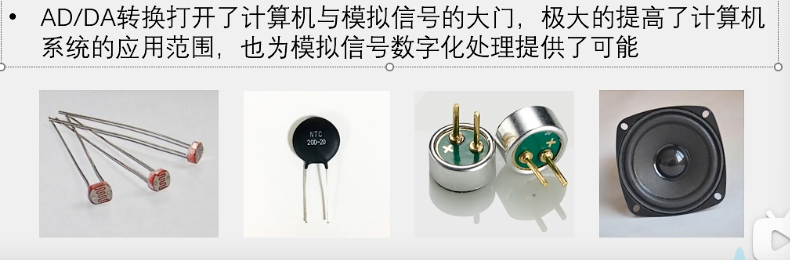 • AD/DA转换打开了计算机与模拟信号的大门，极大的提高了计算机
系统的应用范围，也为模拟信号数字化处理提供了可能
NTC
20D-20